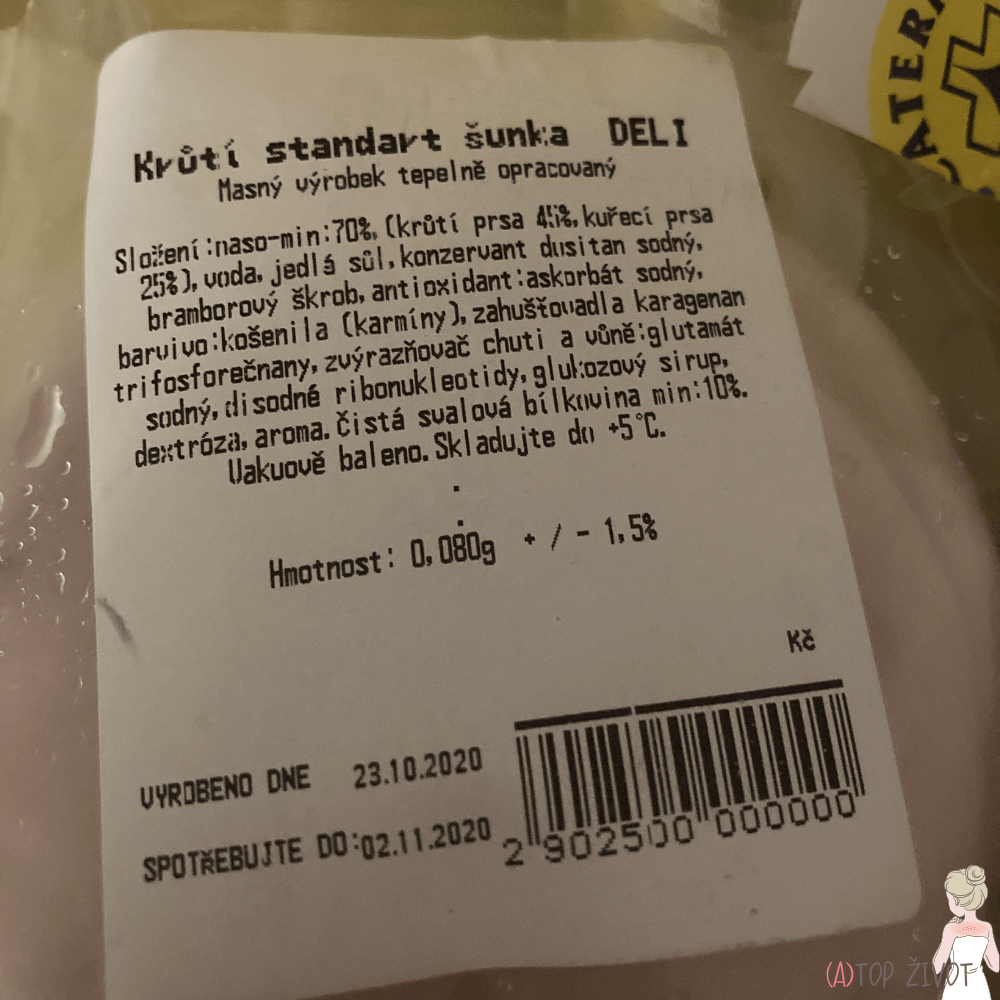 Krůtí standart šunka DELI
Masný výrobek tepelně opracovaný
Složení:maso-min:70%, (krůtí prsa 45%, kuřecí prsa
25%), voda, jedlá sůl, konzervant dusitan sodný,
bramborový škrob, antioxidant:askorbát sodný,
barvivo:košenila (karmíny), zahušťovadla karagenan
trifosforečnany, zvýrazňovač chuti a vůně:glutamát
sodný, disodné ribonukleotidy, glukózový sirup,
dextróza, aroma. Čistá svalová bílkovina min:10%.
Vakuově baleno. Skladujte do +5°C.
.
.
Hmotnost: 0,080g + / - 1,5%
Kč
VYROBENO DNE 23.10.2020
SPOTŘEBUJTE DO:02.11.2020
2 902500 000000
(A)TOP ŽIVOT